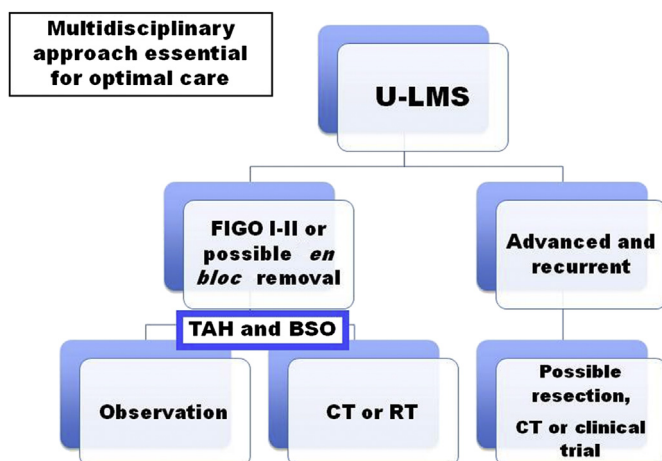 Multidisciplinary
approach essential
for optimal care
U-LMS
FIGO I-II or
possible en
bloc removal
Advanced and
recurrent
TAH and BSO
Observation
CT or RT
Possible
resection,
CT or clinical
trial